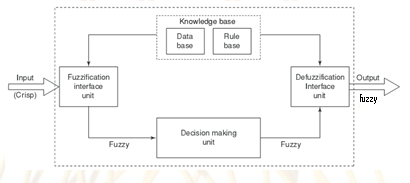 Knowledge base
Data
base
Rule
base
Input
(Crisp)
Fuzzification
interface
unit
Defuzzification
Interface
unit
Output
fuzzy
Fuzzy
Decision making
unit
Fuzzy